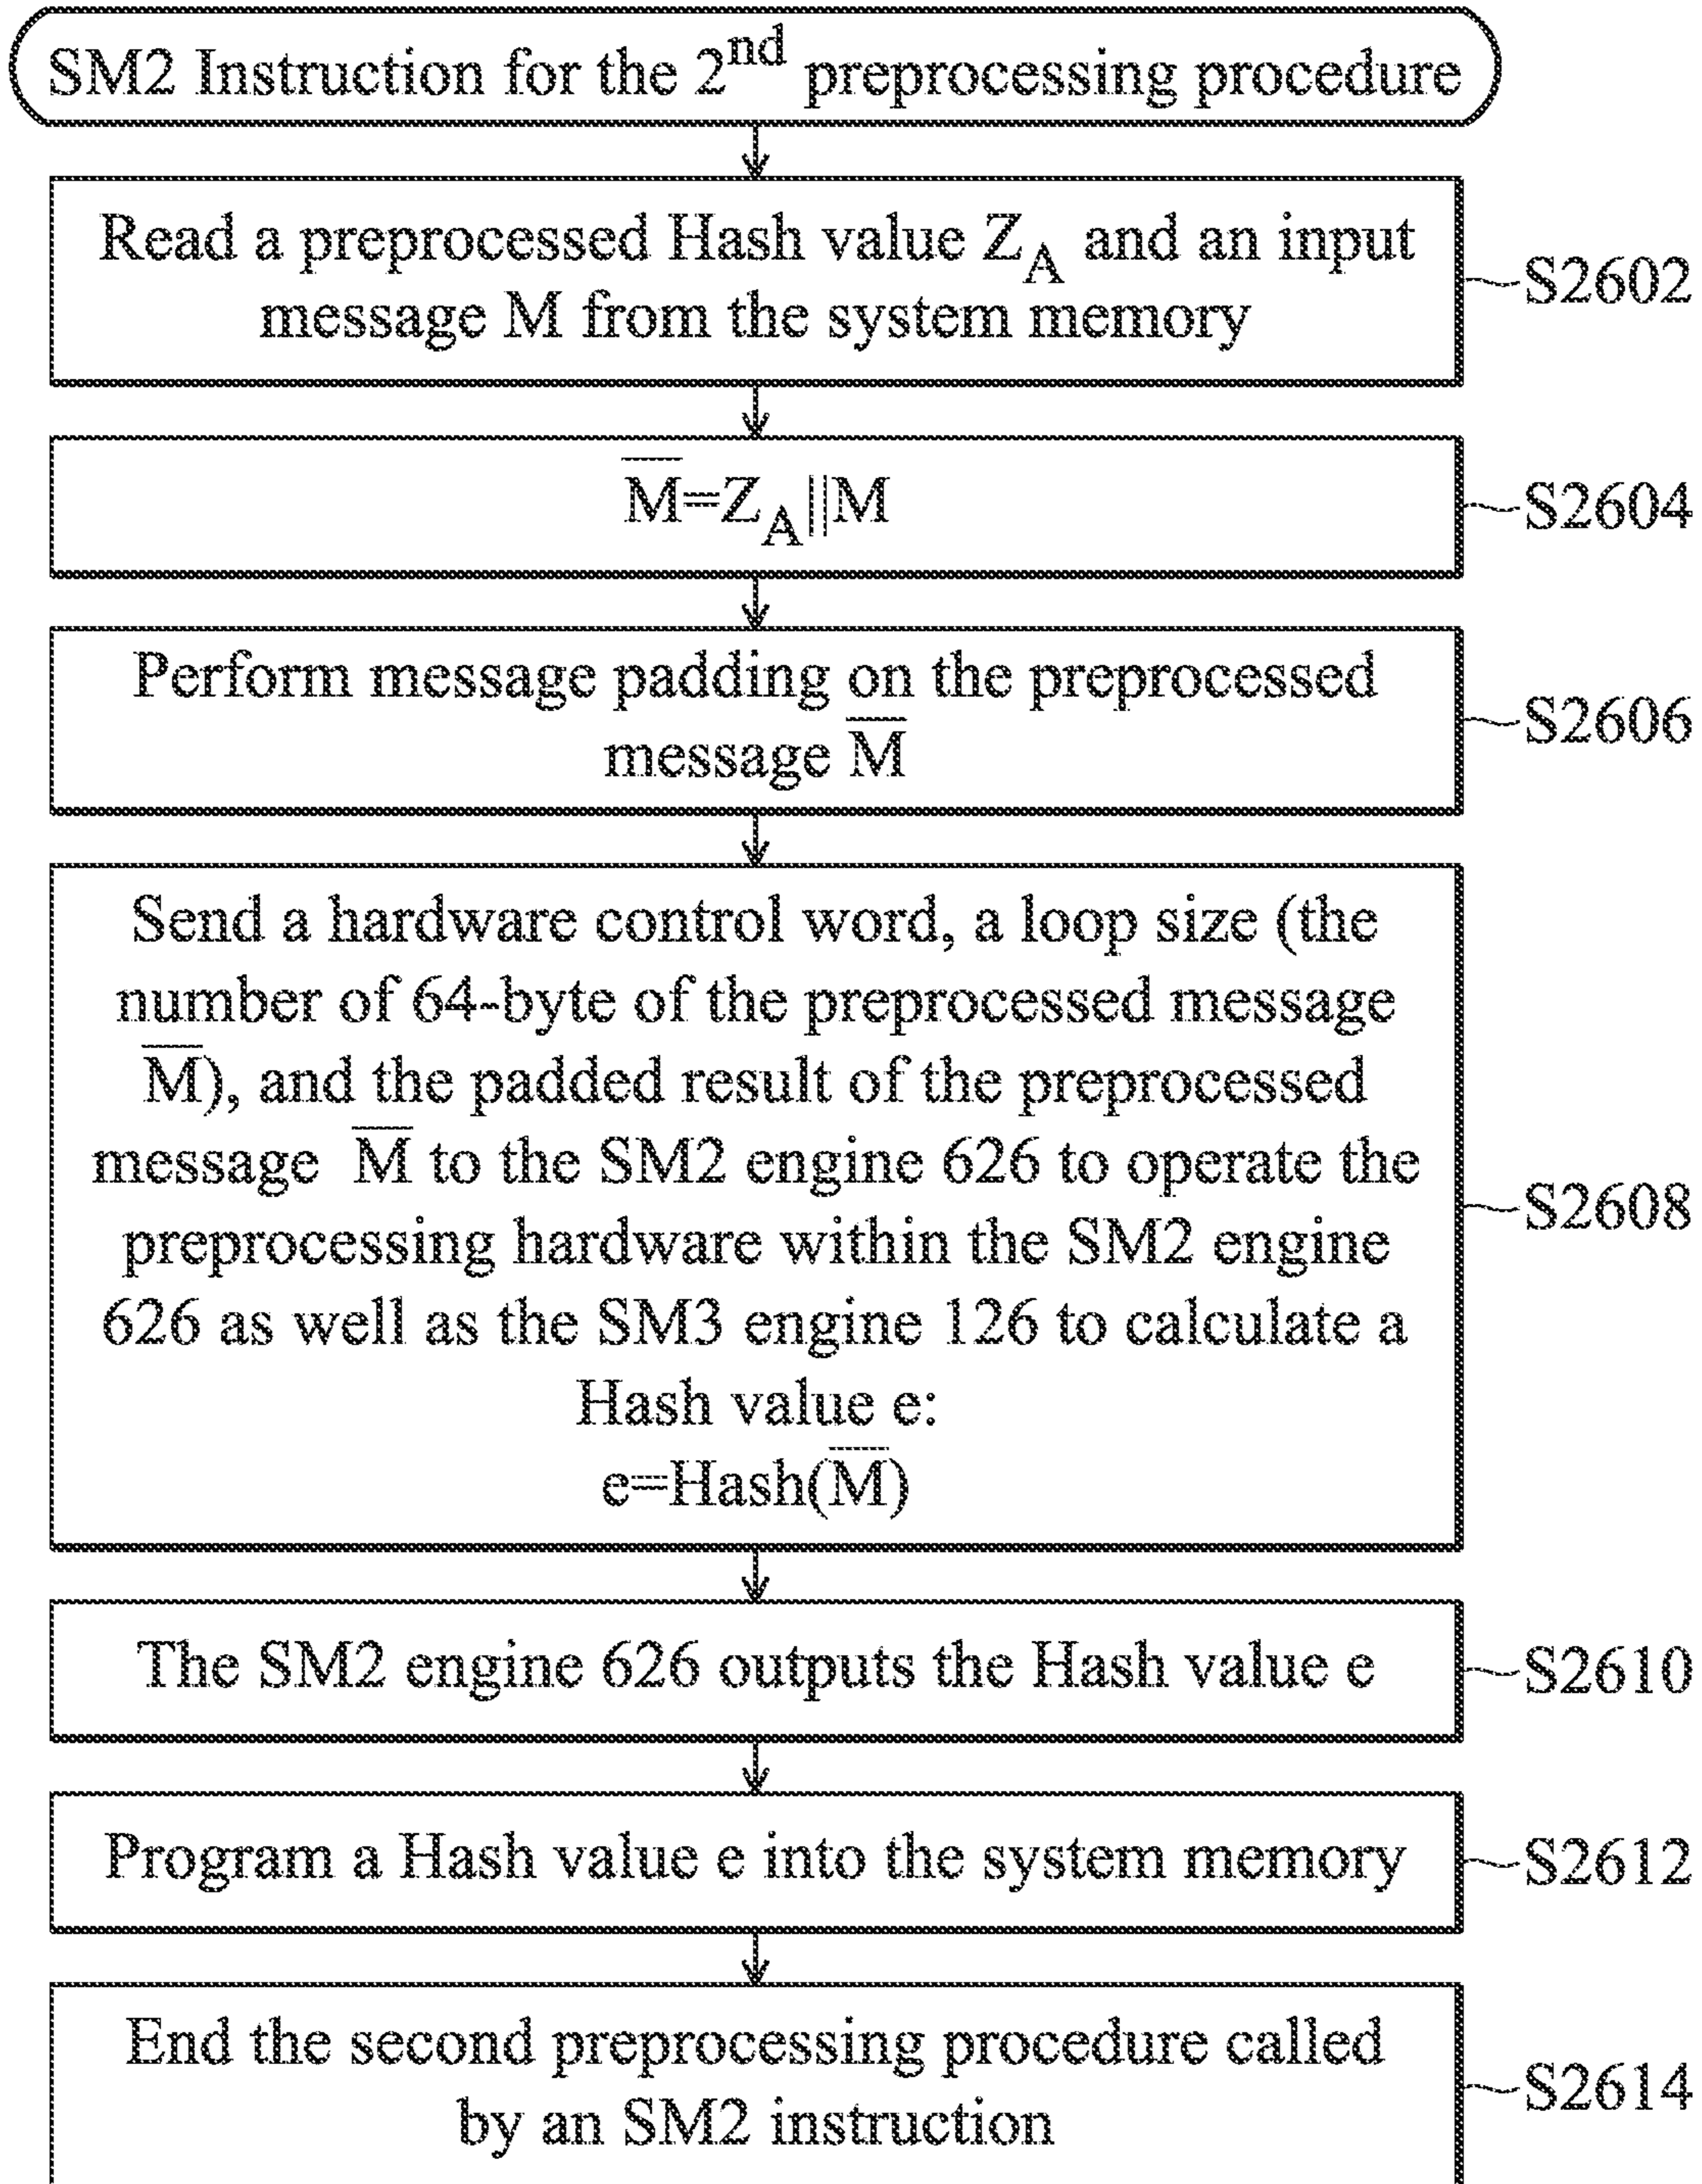 SM2 Instruction for the 2nd preprocessing procedure
Read a preprocessed Hash value Z_A and an input
message M from the system memory
S2602
M̅=Z_A||M
S2604
Perform message padding on the preprocessed
message M̅
S2606
Send a hardware control word, a loop size (the
number of 64-byte of the preprocessed message
M̅), and the padded result of the preprocessed
message M̅ to the SM2 engine 626 to operate the
preprocessing hardware within the SM2 engine
626 as well as the SM3 engine 126 to calculate a
Hash value e:
e=Hash(M̅)
S2608
The SM2 engine 626 outputs the Hash value e
S2610
Program a Hash value e into the system memory
S2612
End the second preprocessing procedure called
by an SM2 instruction
S2614